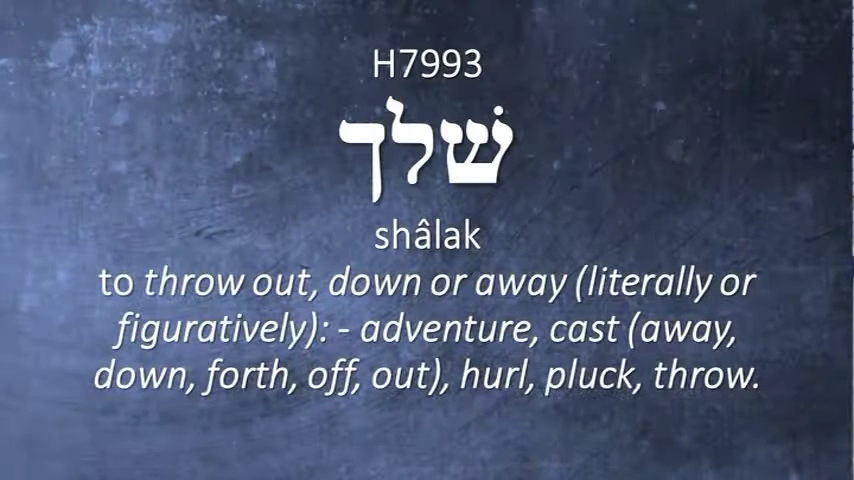 H7993
שׁלך
shâlak
to throw out, down or away (literally or
figuratively): - adventure, cast (away,
down, forth, off, out), hurl, pluck, throw.